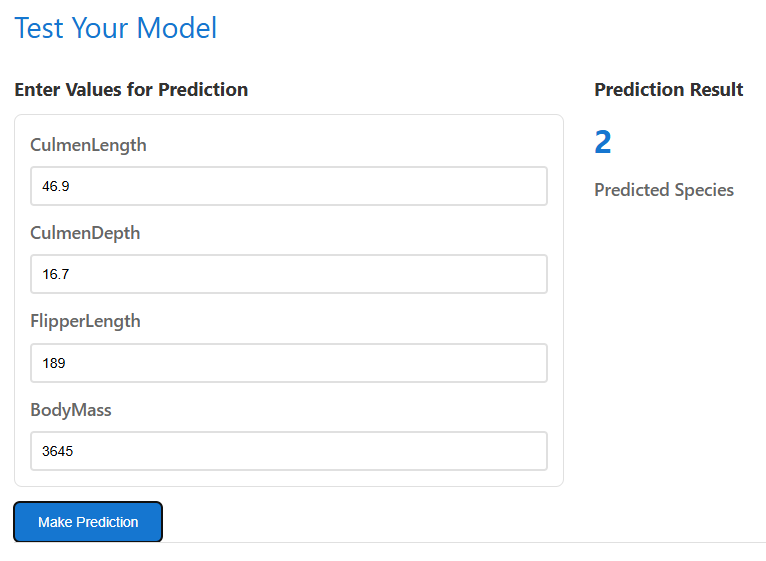 Test Your Model
Enter Values for Prediction
CulmenLength
46.9
CulmenDepth
16.7
FlipperLength
189
BodyMass
3645
Make Prediction
Prediction Result
2
Predicted Species